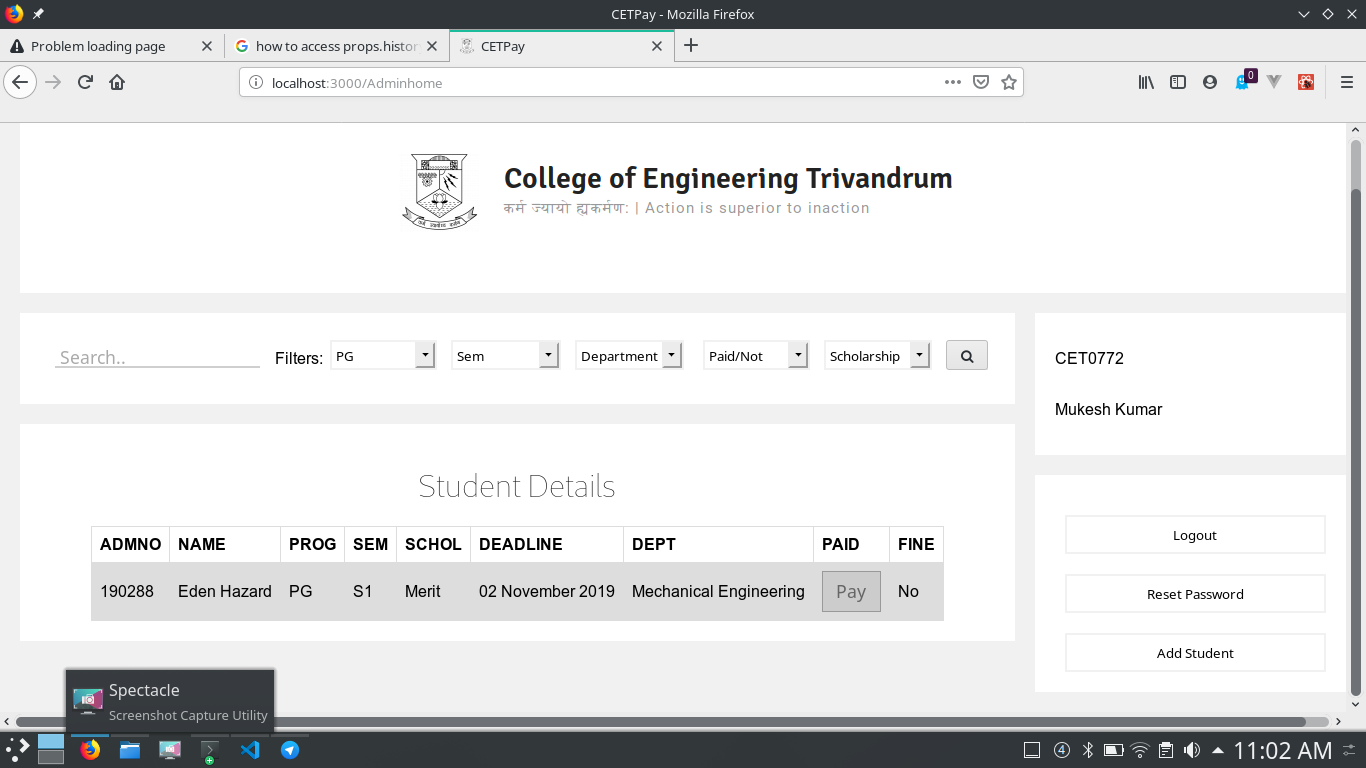 CETPay - Mozilla Firefox
Problem loading page
how to access props.histor
CETPay
localhost:3000/Adminhome
0
College of Engineering Trivandrum
कर्म ज्यायो ह्यकर्मण: | Action is superior to inaction
Search..
Filters:
PG
Sem
Department
Paid/Not
Scholarship
CET0772
Mukesh Kumar
Student Details
ADMNO NAME PROG SEM SCHOL DEADLINE DEPT PAID FINE
190288 Eden Hazard PG S1 Merit 02 November 2019 Mechanical Engineering Pay No
Logout
Reset Password
Add Student
Spectacle
Screenshot Capture Utility
4
11:02 AM